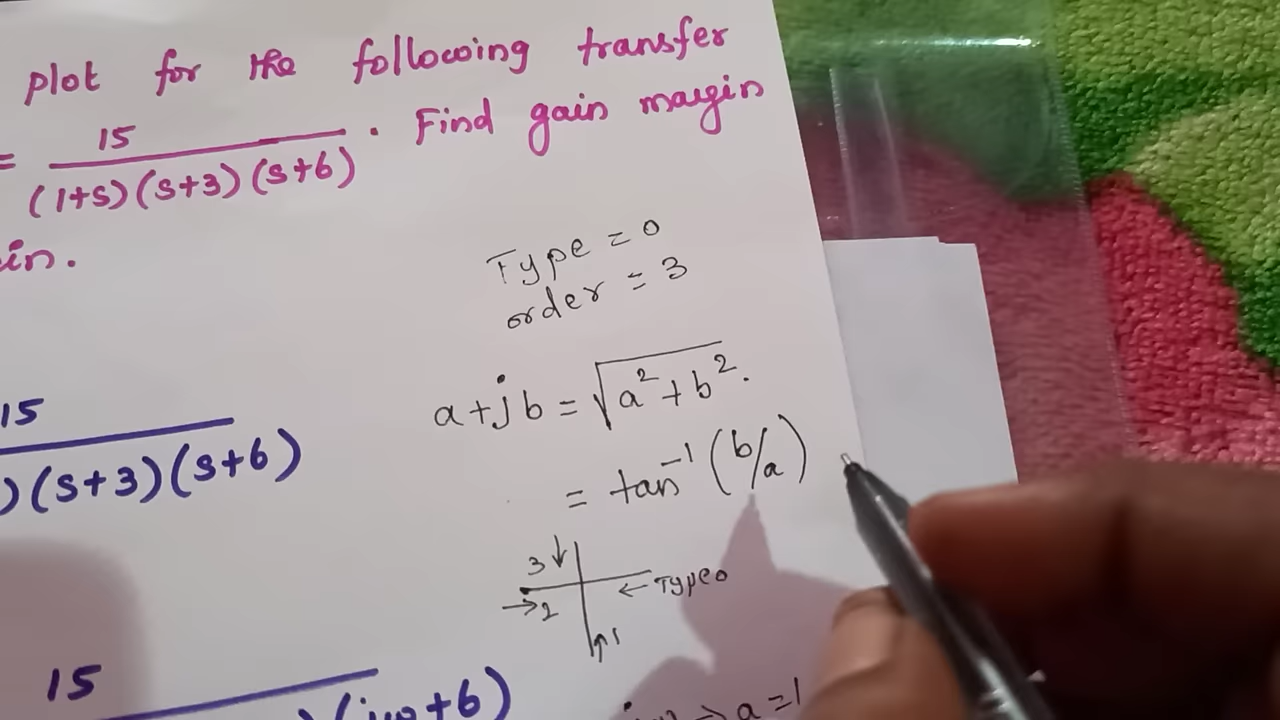 plot for the following transfer
= 15 / (1+s)(s+3)(s+6) . Find gain margin
in.
Type = 0
order = 3
a+jb = √a²+b².
= tan⁻¹ (b/a)
15
)(s+3)(s+6)
3↓
← Type 0
→2
↑1
15
)(jω+6)
⇒ a = 1